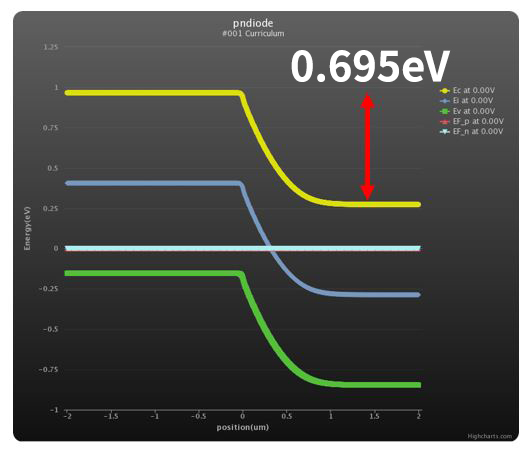 pndiode
#001 Curriculum
0.695eV
1.25
1
0.75
0.5
0.25
0
-0.25
-0.5
-0.75
-1
Energy(eV)
Ec at 0.00V
Ei at 0.00V
Ev at 0.00V
EF_p at 0.00V
EF_n at 0.00V
-2
-1.5
-1
-0.5
0
0.5
1
1.5
2
position(um)
Highcharts.com